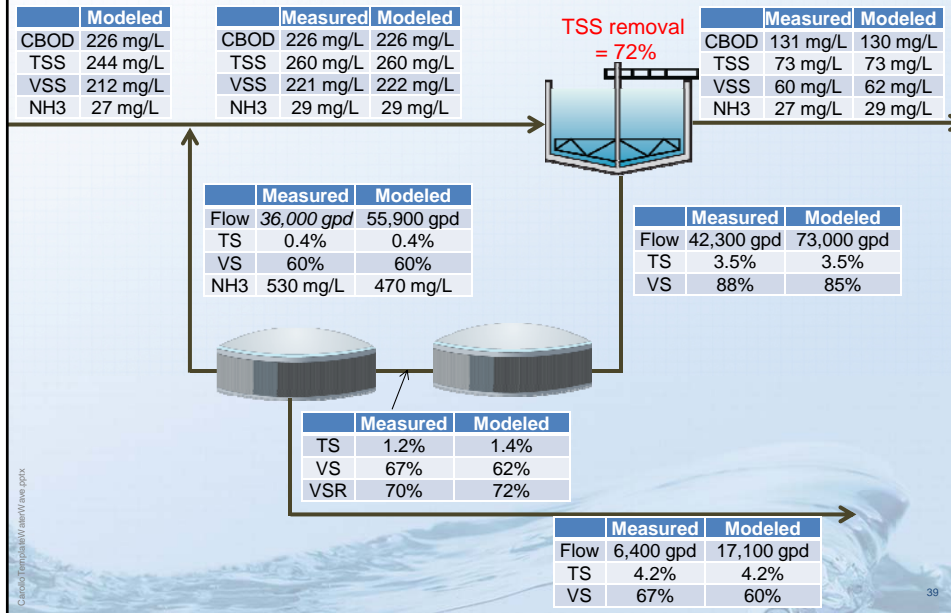 Modeled
CBOD 226 mg/L
TSS 244 mg/L
VSS 212 mg/L
NH3 27 mg/L
Measured Modeled
CBOD 226 mg/L 226 mg/L
TSS 260 mg/L 260 mg/L
VSS 221 mg/L 222 mg/L
NH3 29 mg/L 29 mg/L
TSS removal
= 72%
Measured Modeled
CBOD 131 mg/L 130 mg/L
TSS 73 mg/L 73 mg/L
VSS 60 mg/L 62 mg/L
NH3 27 mg/L 29 mg/L
Measured Modeled
Flow 36,000 gpd 55,900 gpd
TS 0.4% 0.4%
VS 60% 60%
NH3 530 mg/L 470 mg/L
Measured Modeled
Flow 42,300 gpd 73,000 gpd
TS 3.5% 3.5%
VS 88% 85%
Measured Modeled
TS 1.2% 1.4%
VS 67% 62%
VSR 70% 72%
Measured Modeled
Flow 6,400 gpd 17,100 gpd
TS 4.2% 4.2%
VS 67% 60%
CarolloTemplateWaterWave.pptx
39